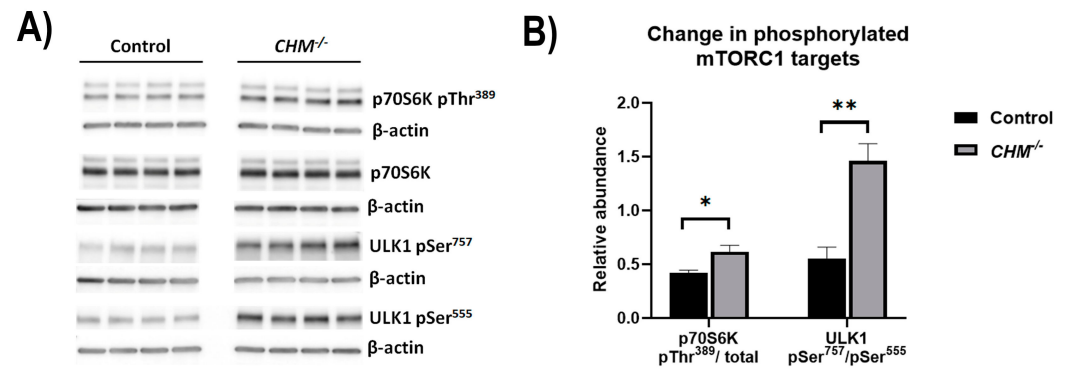 A)
Control
CHM-/-
p70S6K pThr389
β-actin
p70S6K
β-actin
ULK1 pSer757
β-actin
ULK1 pSer555
β-actin
B)
Change in phosphorylated
mTORC1 targets
Relative abundance
2.0
1.5
1.0
0.5
0.0
*
**
p70S6K
pThr389/ total
ULK1
pSer757/pSer555
Control
CHM-/-